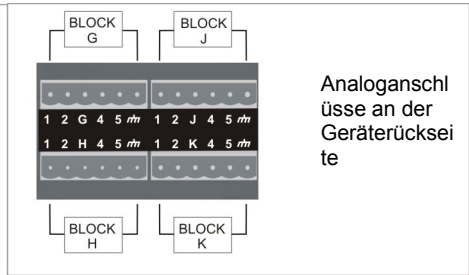 BLOCK
G
BLOCK
J
1 2 G 4 5 1 2 J 4 5
1 2 H 4 5 1 2 K 4 5
BLOCK
H
BLOCK
K
Analoganschl
üsse an der
Geräterücksei
te